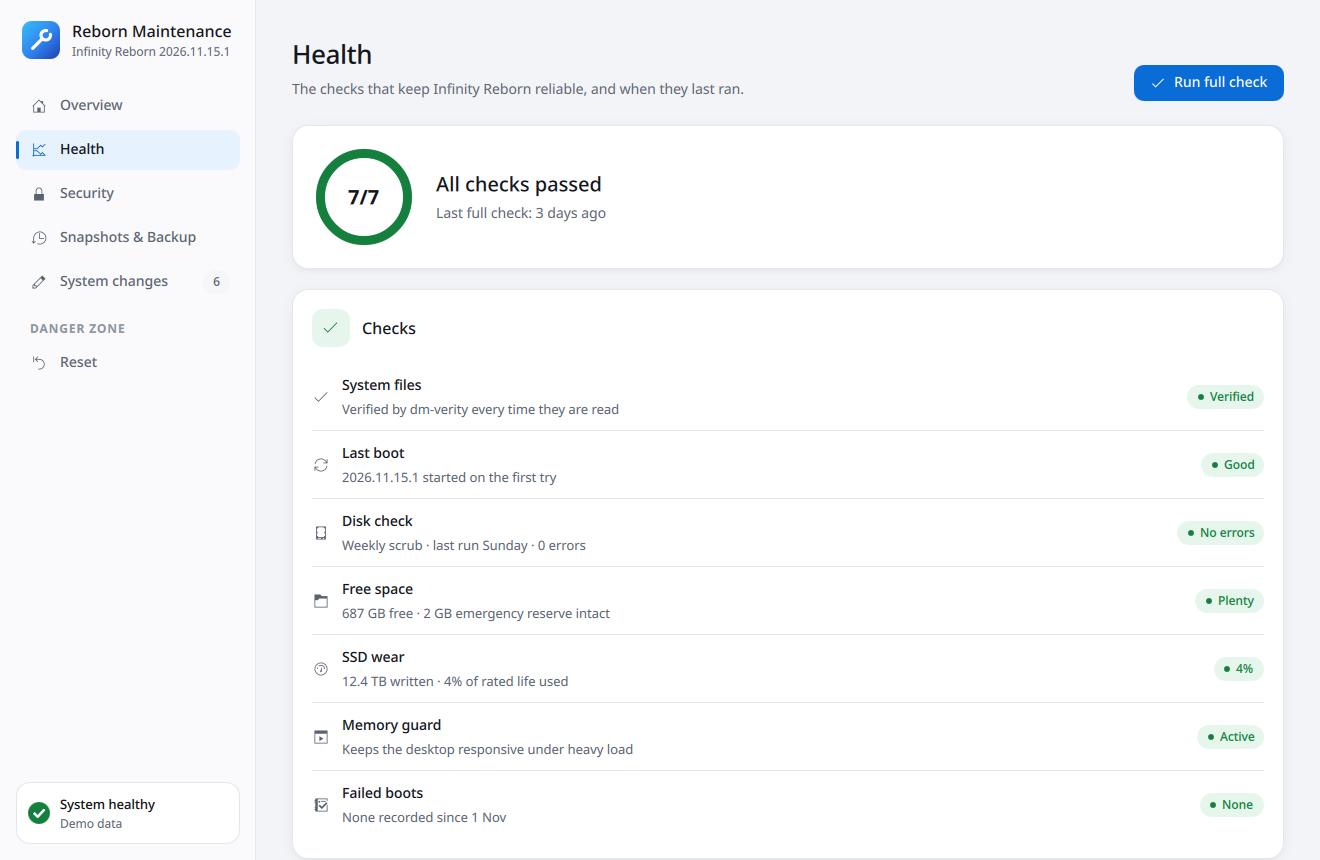 Reborn Maintenance
Infinity Reborn 2026.11.15.1
Overview
Health
Security
Snapshots & Backup
System changes 6
DANGER ZONE
Reset
System healthy
Demo data
Health
The checks that keep Infinity Reborn reliable, and when they last ran.
Run full check
7/7
All checks passed
Last full check: 3 days ago
Checks
System files
Verified by dm-verity every time they are read
Verified
Last boot
2026.11.15.1 started on the first try
Good
Disk check
Weekly scrub · last run Sunday · 0 errors
No errors
Free space
687 GB free · 2 GB emergency reserve intact
Plenty
SSD wear
12.4 TB written · 4% of rated life used
4%
Memory guard
Keeps the desktop responsive under heavy load
Active
Failed boots
None recorded since 1 Nov
None